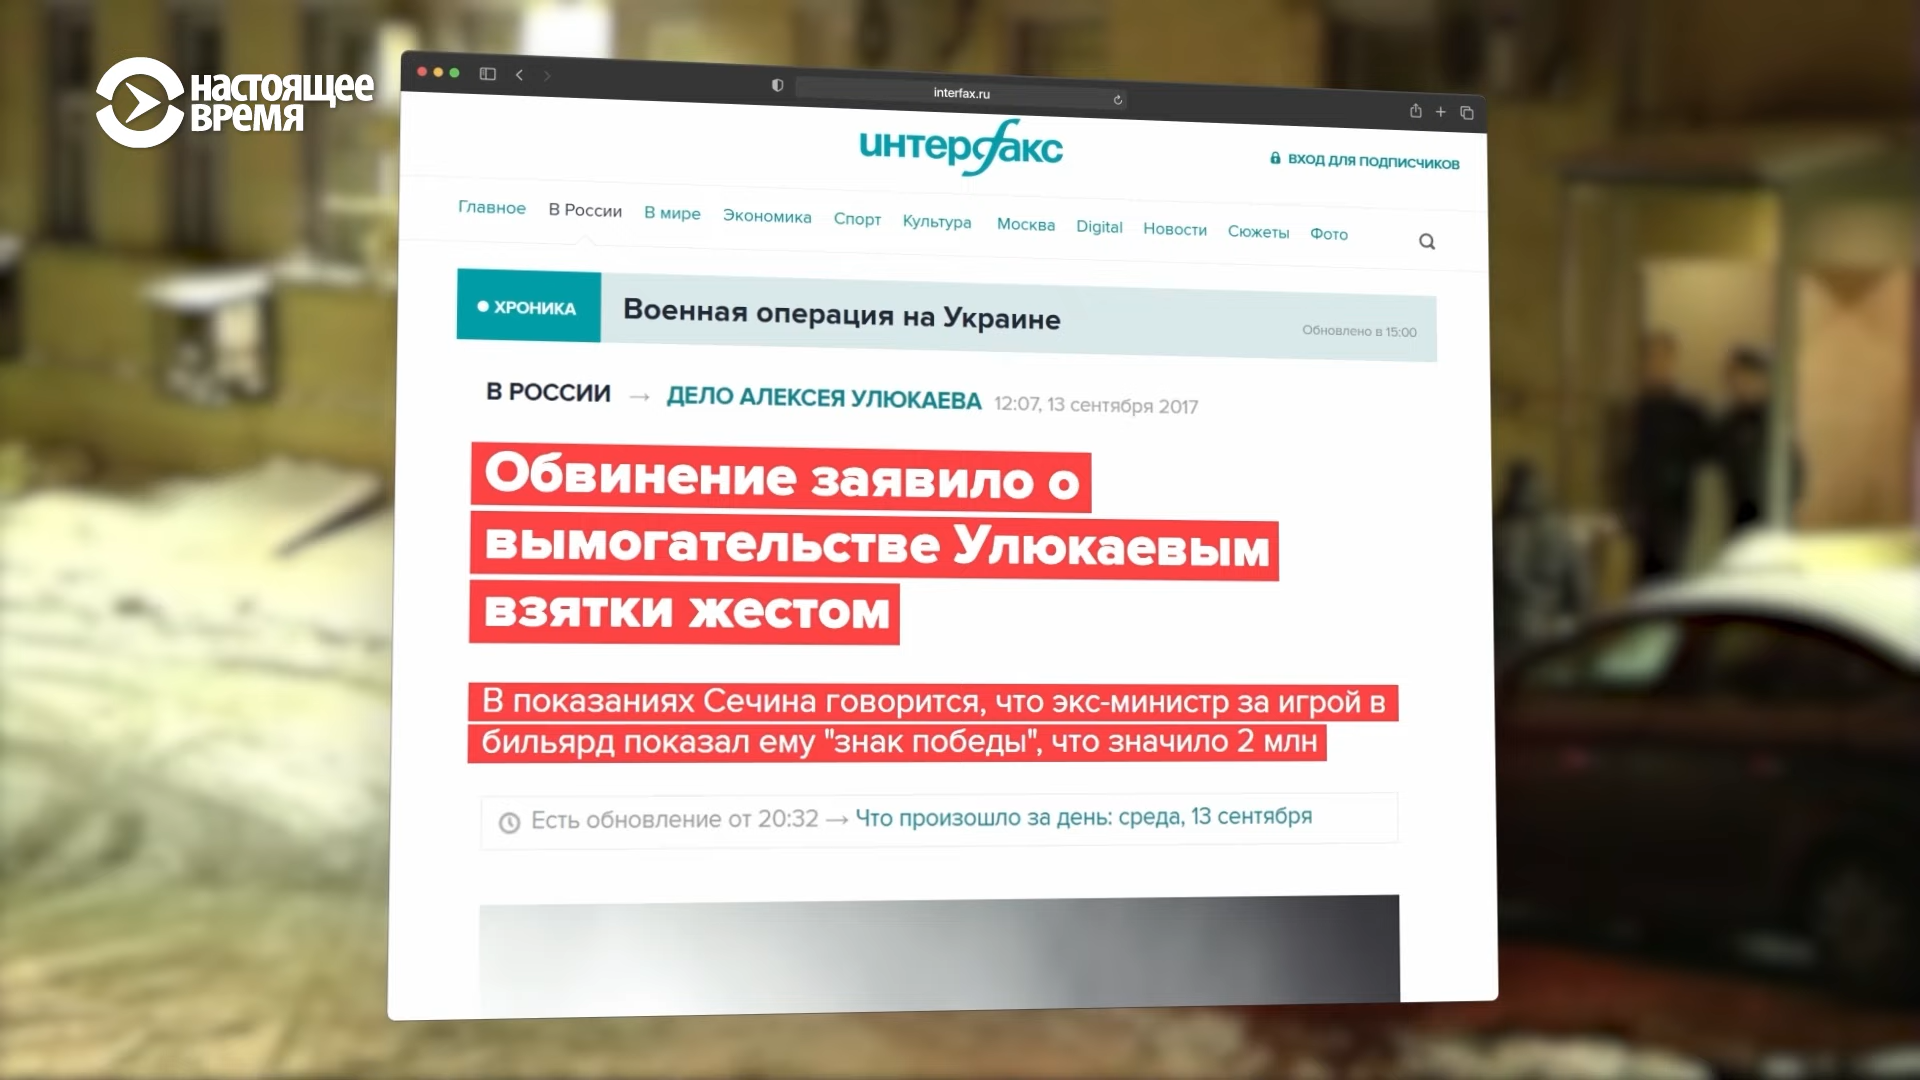 НАСТОЯЩЕЕ
ВРЕМЯ
interfax.ru
интерфакс
ВХОД ДЛЯ ПОДПИСЧИКОВ
Главное В России В мире Экономика Спорт Культура Москва Digital Новости Сюжеты Фото
ХРОНИКА Военная операция на Украине Обновлено в 15:00
В РОССИИ → ДЕЛО АЛЕКСЕЯ УЛЮКАЕВА 12:07, 13 сентября 2017
Обвинение заявило о
вымогательстве Улюкаевым
взятки жестом
В показаниях Сечина говорится, что экс-министр за игрой в
бильярд показал ему "знак победы", что значило 2 млн
Есть обновление от 20:32 → Что произошло за день: среда, 13 сентября